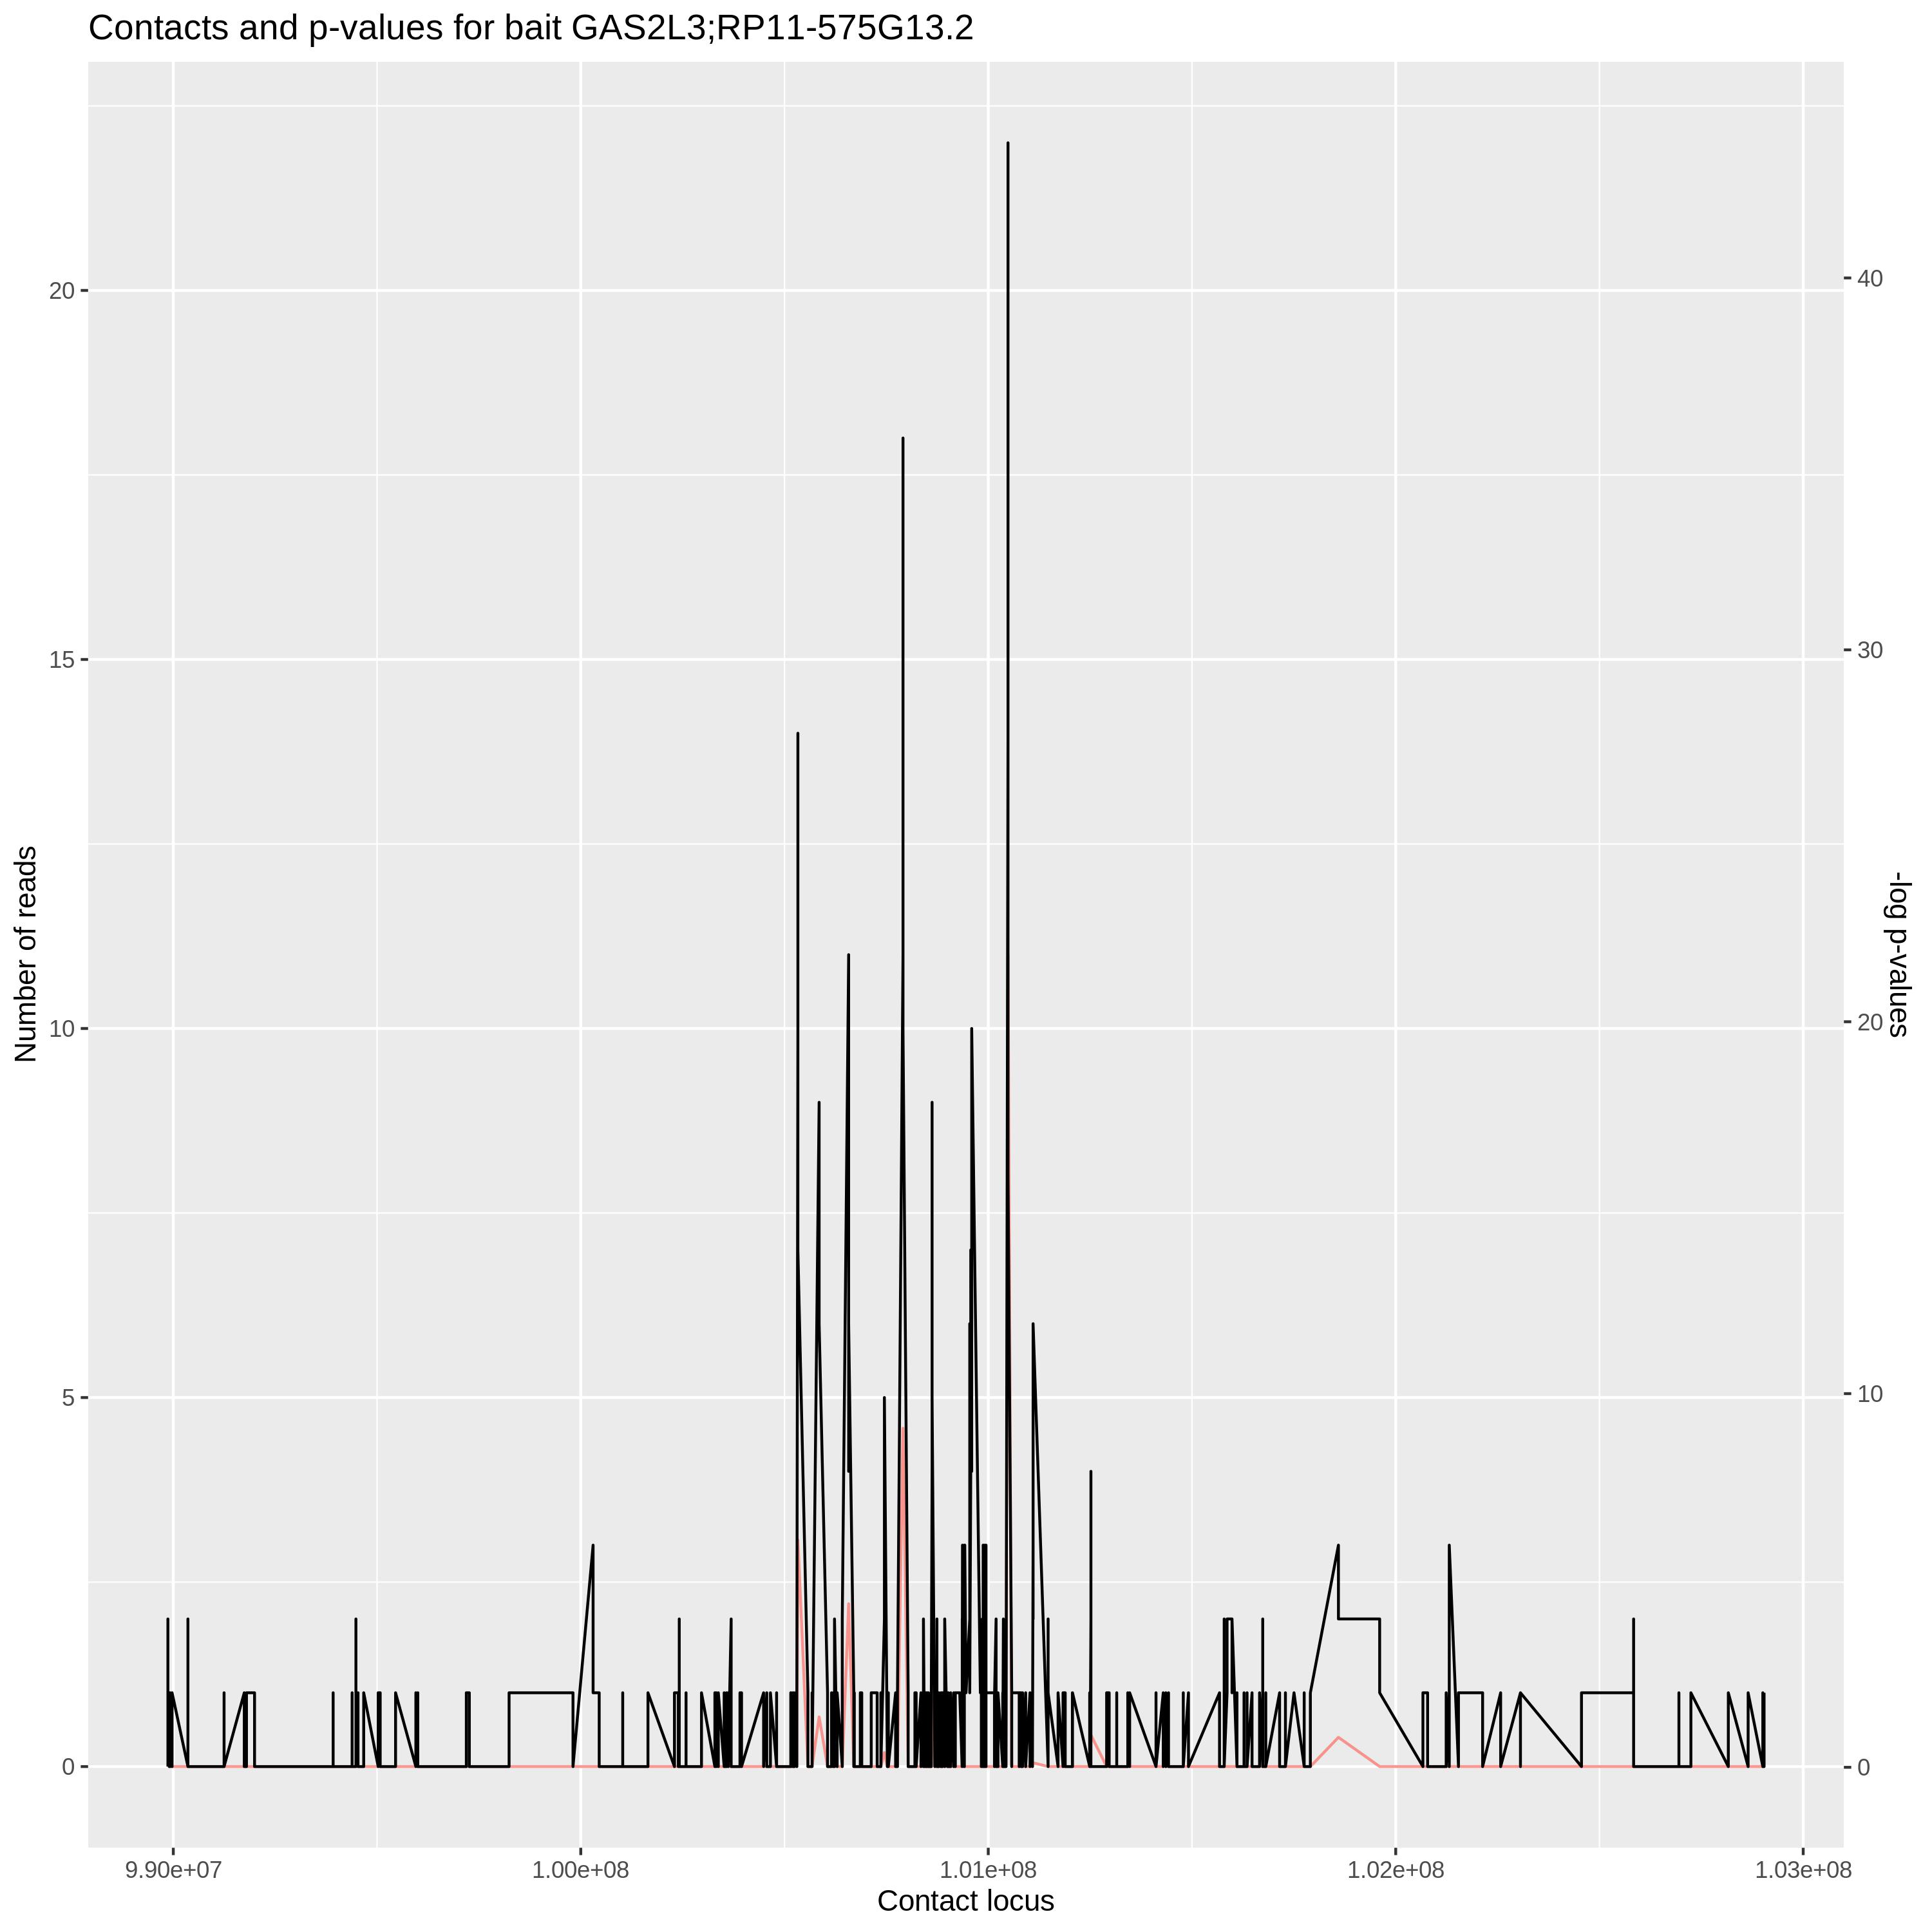 Contacts and p-values for bait GAS2L3;RP11-575G13.2
20
15
10
5
0
Number of reads
40
30
20
10
0
-log p-values
9.90e+07
1.00e+08
1.01e+08
1.02e+08
1.03e+08
Contact locus